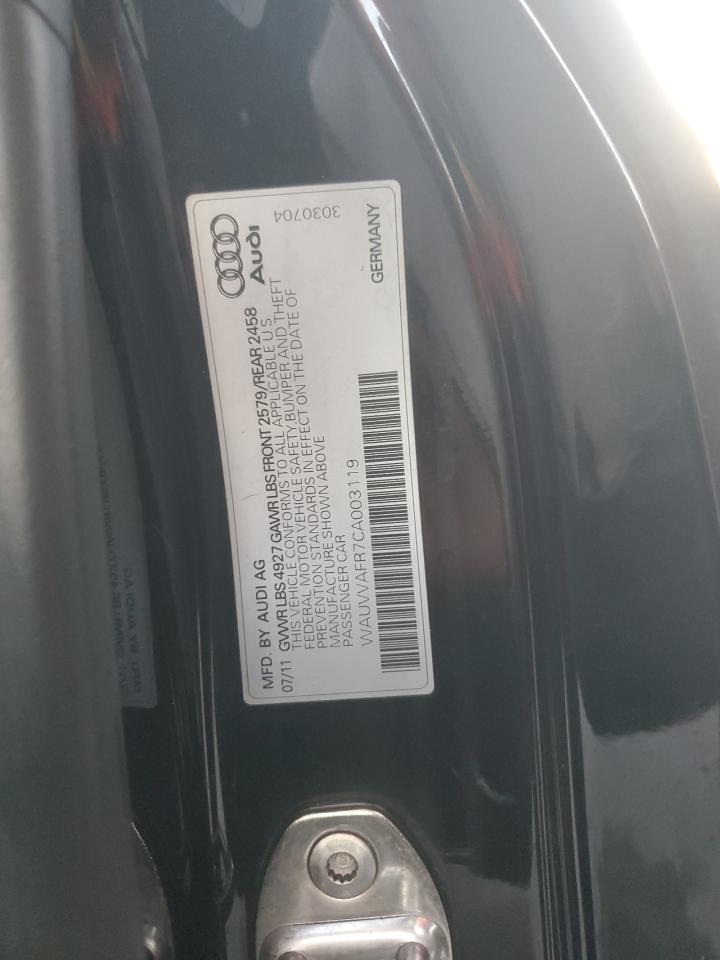 MFD. BY AUDI AG
Audi
07/11 GVWR LBS 4927 GAWR LBS FRONT 2579/REAR 2458
3030704
THIS VEHICLE CONFORMS TO ALL APPLICABLE U.S.
FEDERAL MOTOR VEHICLE SAFETY, BUMPER AND THEFT
PREVENTION STANDARDS IN EFFECT ON THE DATE OF
MANUFACTURE SHOWN ABOVE
PASSENGER CAR
GERMANY
WAUVVAFR7CA003119